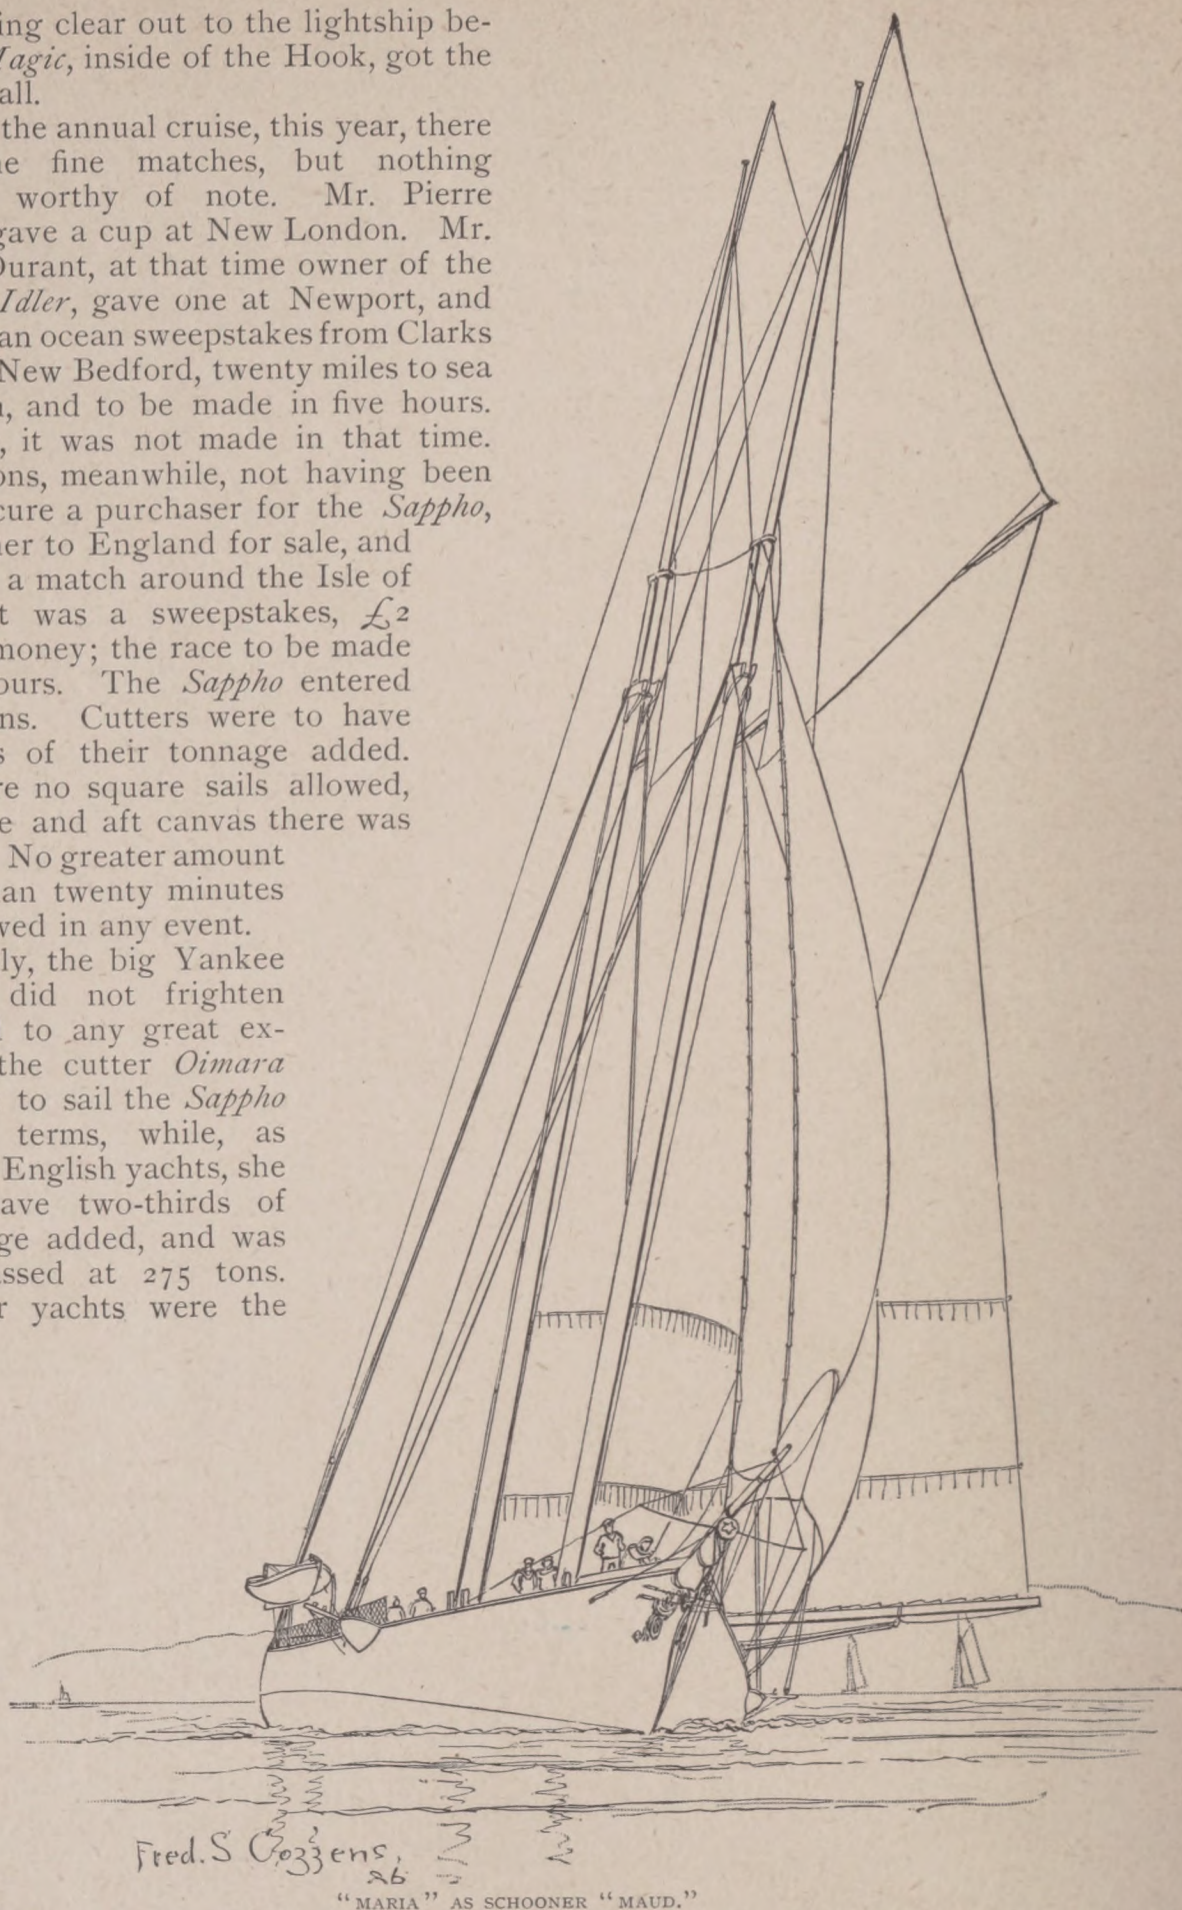 ing clear out to the lightship be-
Magic, inside of the Hook, got the
all.
the annual cruise, this year, there
e fine matches, but nothing
worthy of note. Mr. Pierre
gave a cup at New London. Mr.
Durant, at that time owner of the
Idler, gave one at Newport, and
an ocean sweepstakes from Clarks
New Bedford, twenty miles to sea
, and to be made in five hours.
, it was not made in that time.
ons, meanwhile, not having been
cure a purchaser for the Sappho,
er to England for sale, and
a match around the Isle of
t was a sweepstakes, £2
money; the race to be made
ours. The Sappho entered
ns. Cutters were to have
s of their tonnage added.
re no square sails allowed,
e and aft canvas there was
No greater amount
an twenty minutes
wed in any event.
ly, the big Yankee
did not frighten
to any great ex-
the cutter Oimara
to sail the Sappho
terms, while, as
English yachts, she
ave two-thirds of
ge added, and was
ssed at 275 tons.
r yachts were the
Fred. S Cozzens.
86
"MARIA" AS SCHOONER "MAUD."